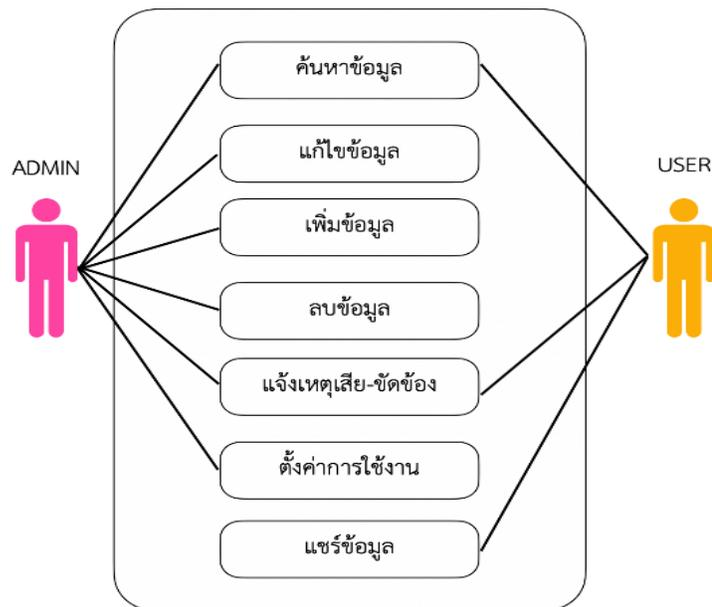 ค้นหาข้อมูล
แก้ไขข้อมูล
ADMIN
USER
เพิ่มข้อมูล
ลบข้อมูล
แจ้งเหตุเสีย-ขัดข้อง
ตั้งค่าการใช้งาน
แชร์ข้อมูล